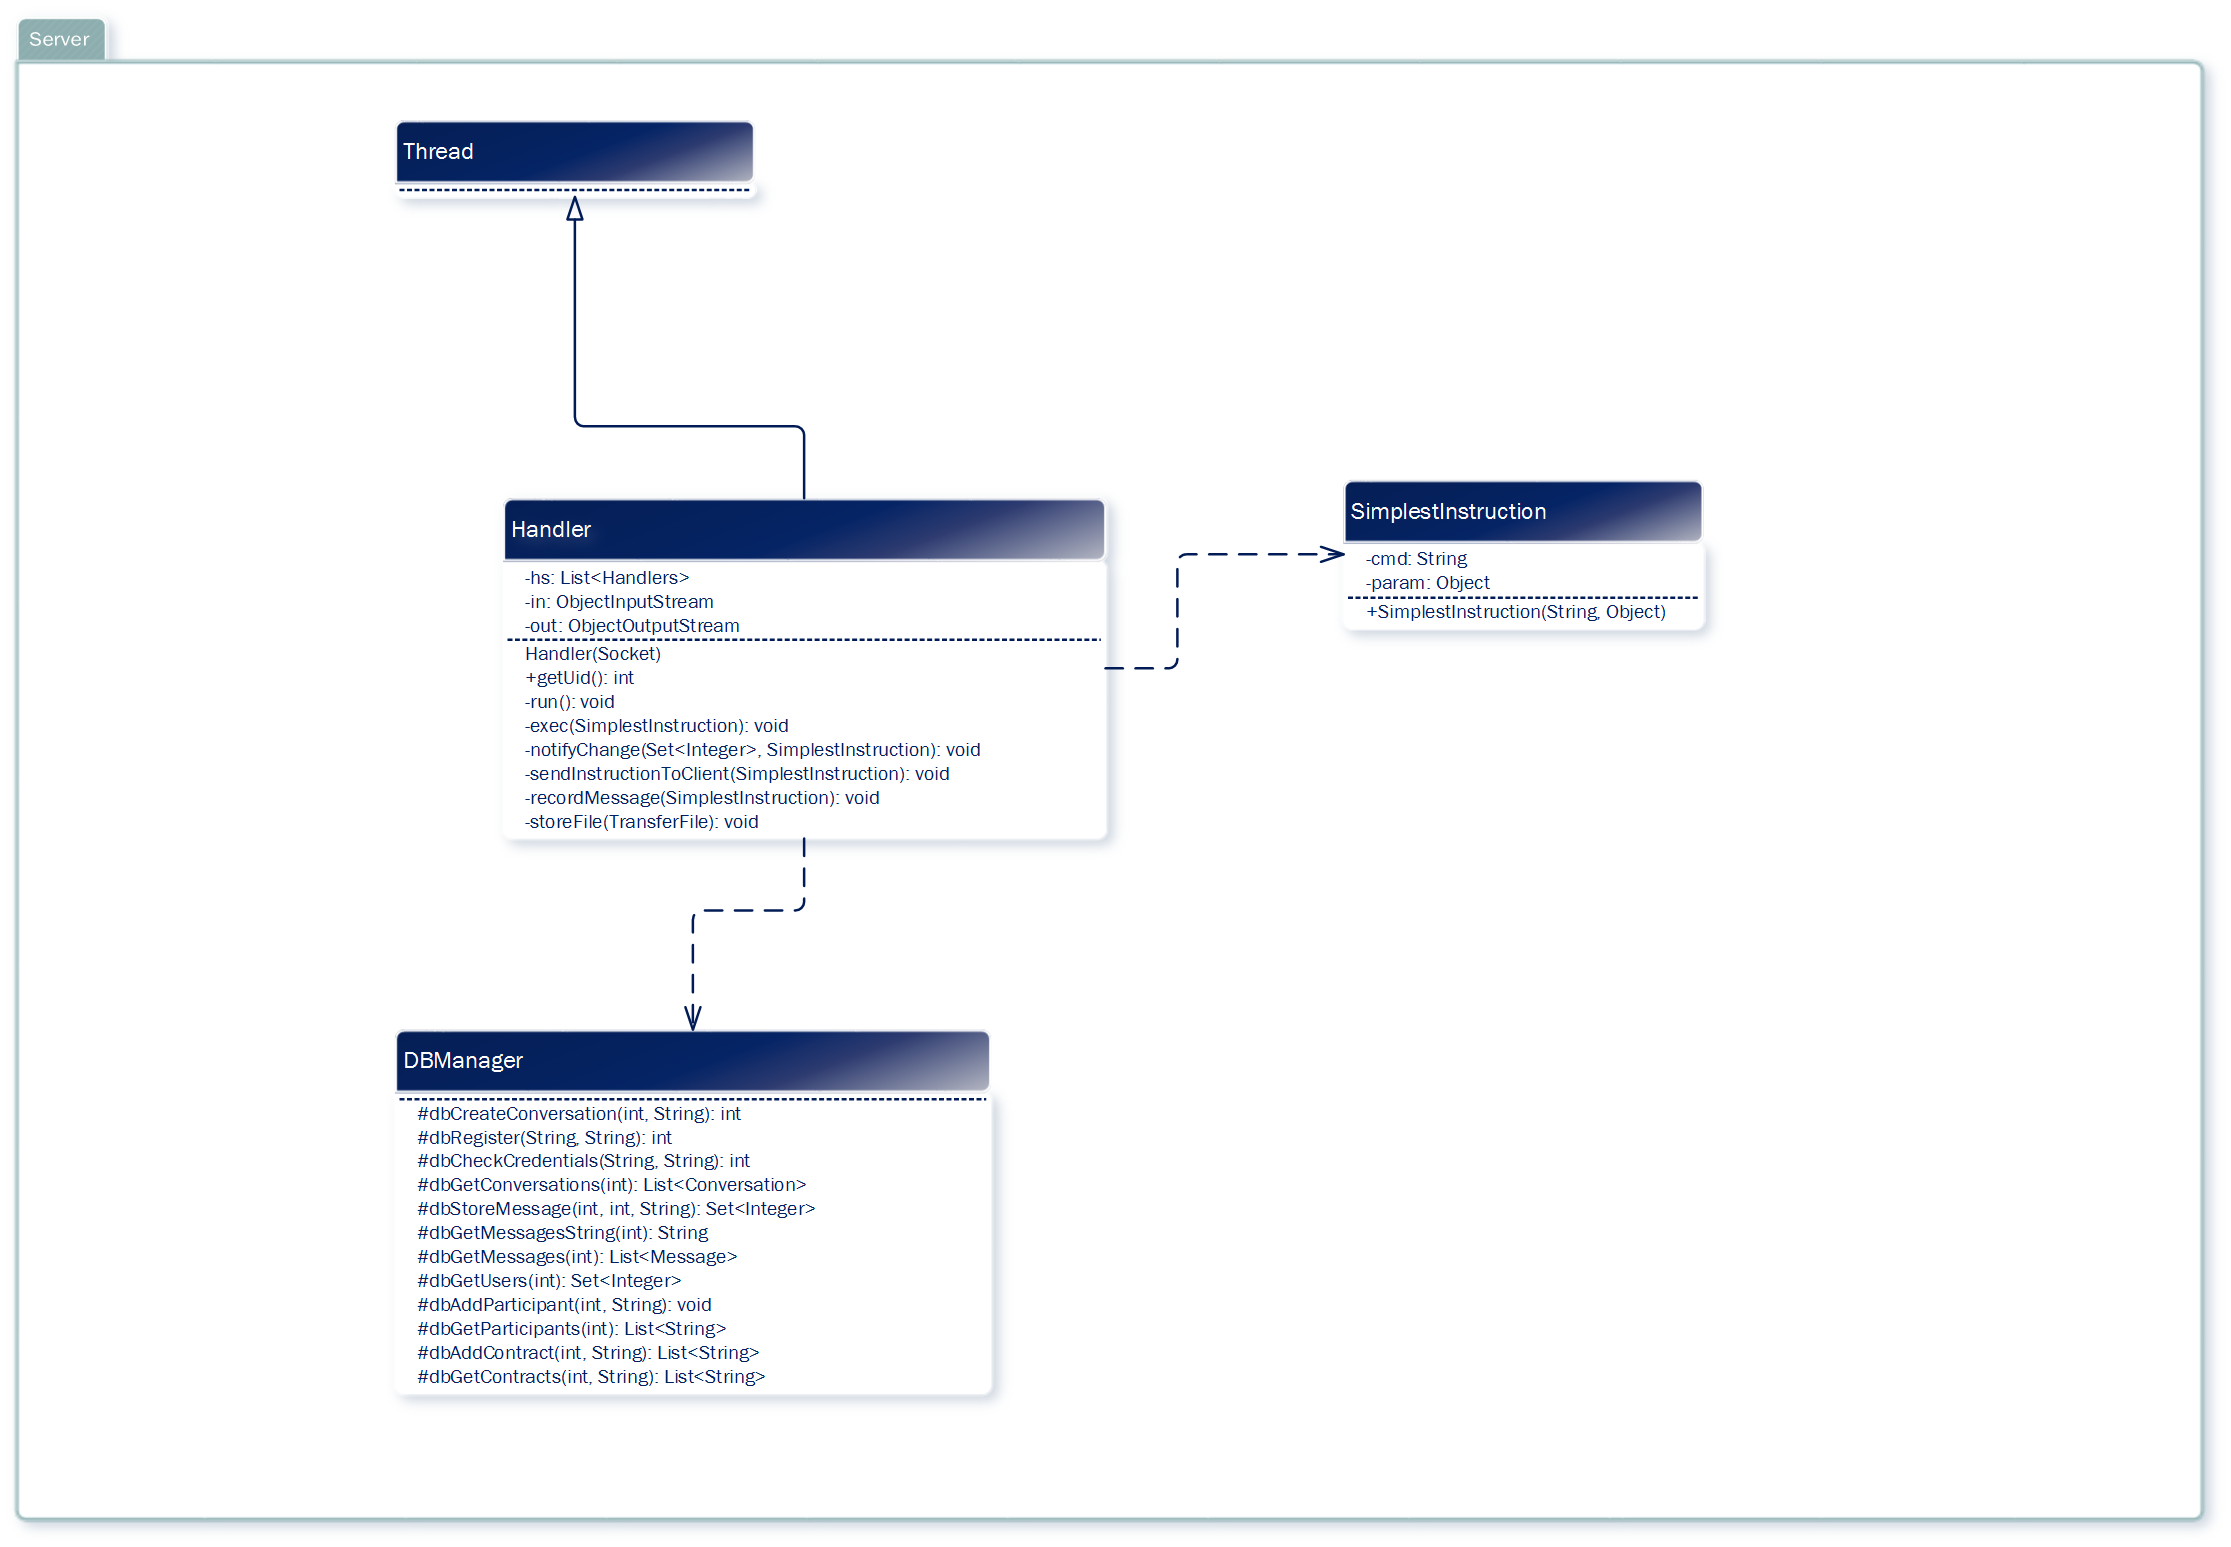 Server
Thread
Handler
-hs: List<Handlers>
-in: ObjectInputStream
-out: ObjectOutputStream
Handler(Socket)
+getUid(): int
-run(): void
-exec(SimplestInstruction): void
-notifyChange(Set<Integer>, SimplestInstruction): void
-sendInstructionToClient(SimplestInstruction): void
-recordMessage(SimplestInstruction): void
-storeFile(TransferFile): void
SimplestInstruction
-cmd: String
-param: Object
+SimplestInstruction(String, Object)
DBManager
#dbCreateConversation(int, String): int
#dbRegister(String, String): int
#dbCheckCredentials(String, String): int
#dbGetConversations(int): List<Conversation>
#dbStoreMessage(int, int, String): Set<Integer>
#dbGetMessagesString(int): String
#dbGetMessages(int): List<Message>
#dbGetUsers(int): Set<Integer>
#dbAddParticipant(int, String): void
#dbGetParticipants(int): List<String>
#dbAddContract(int, String): List<String>
#dbGetContracts(int, String): List<String>